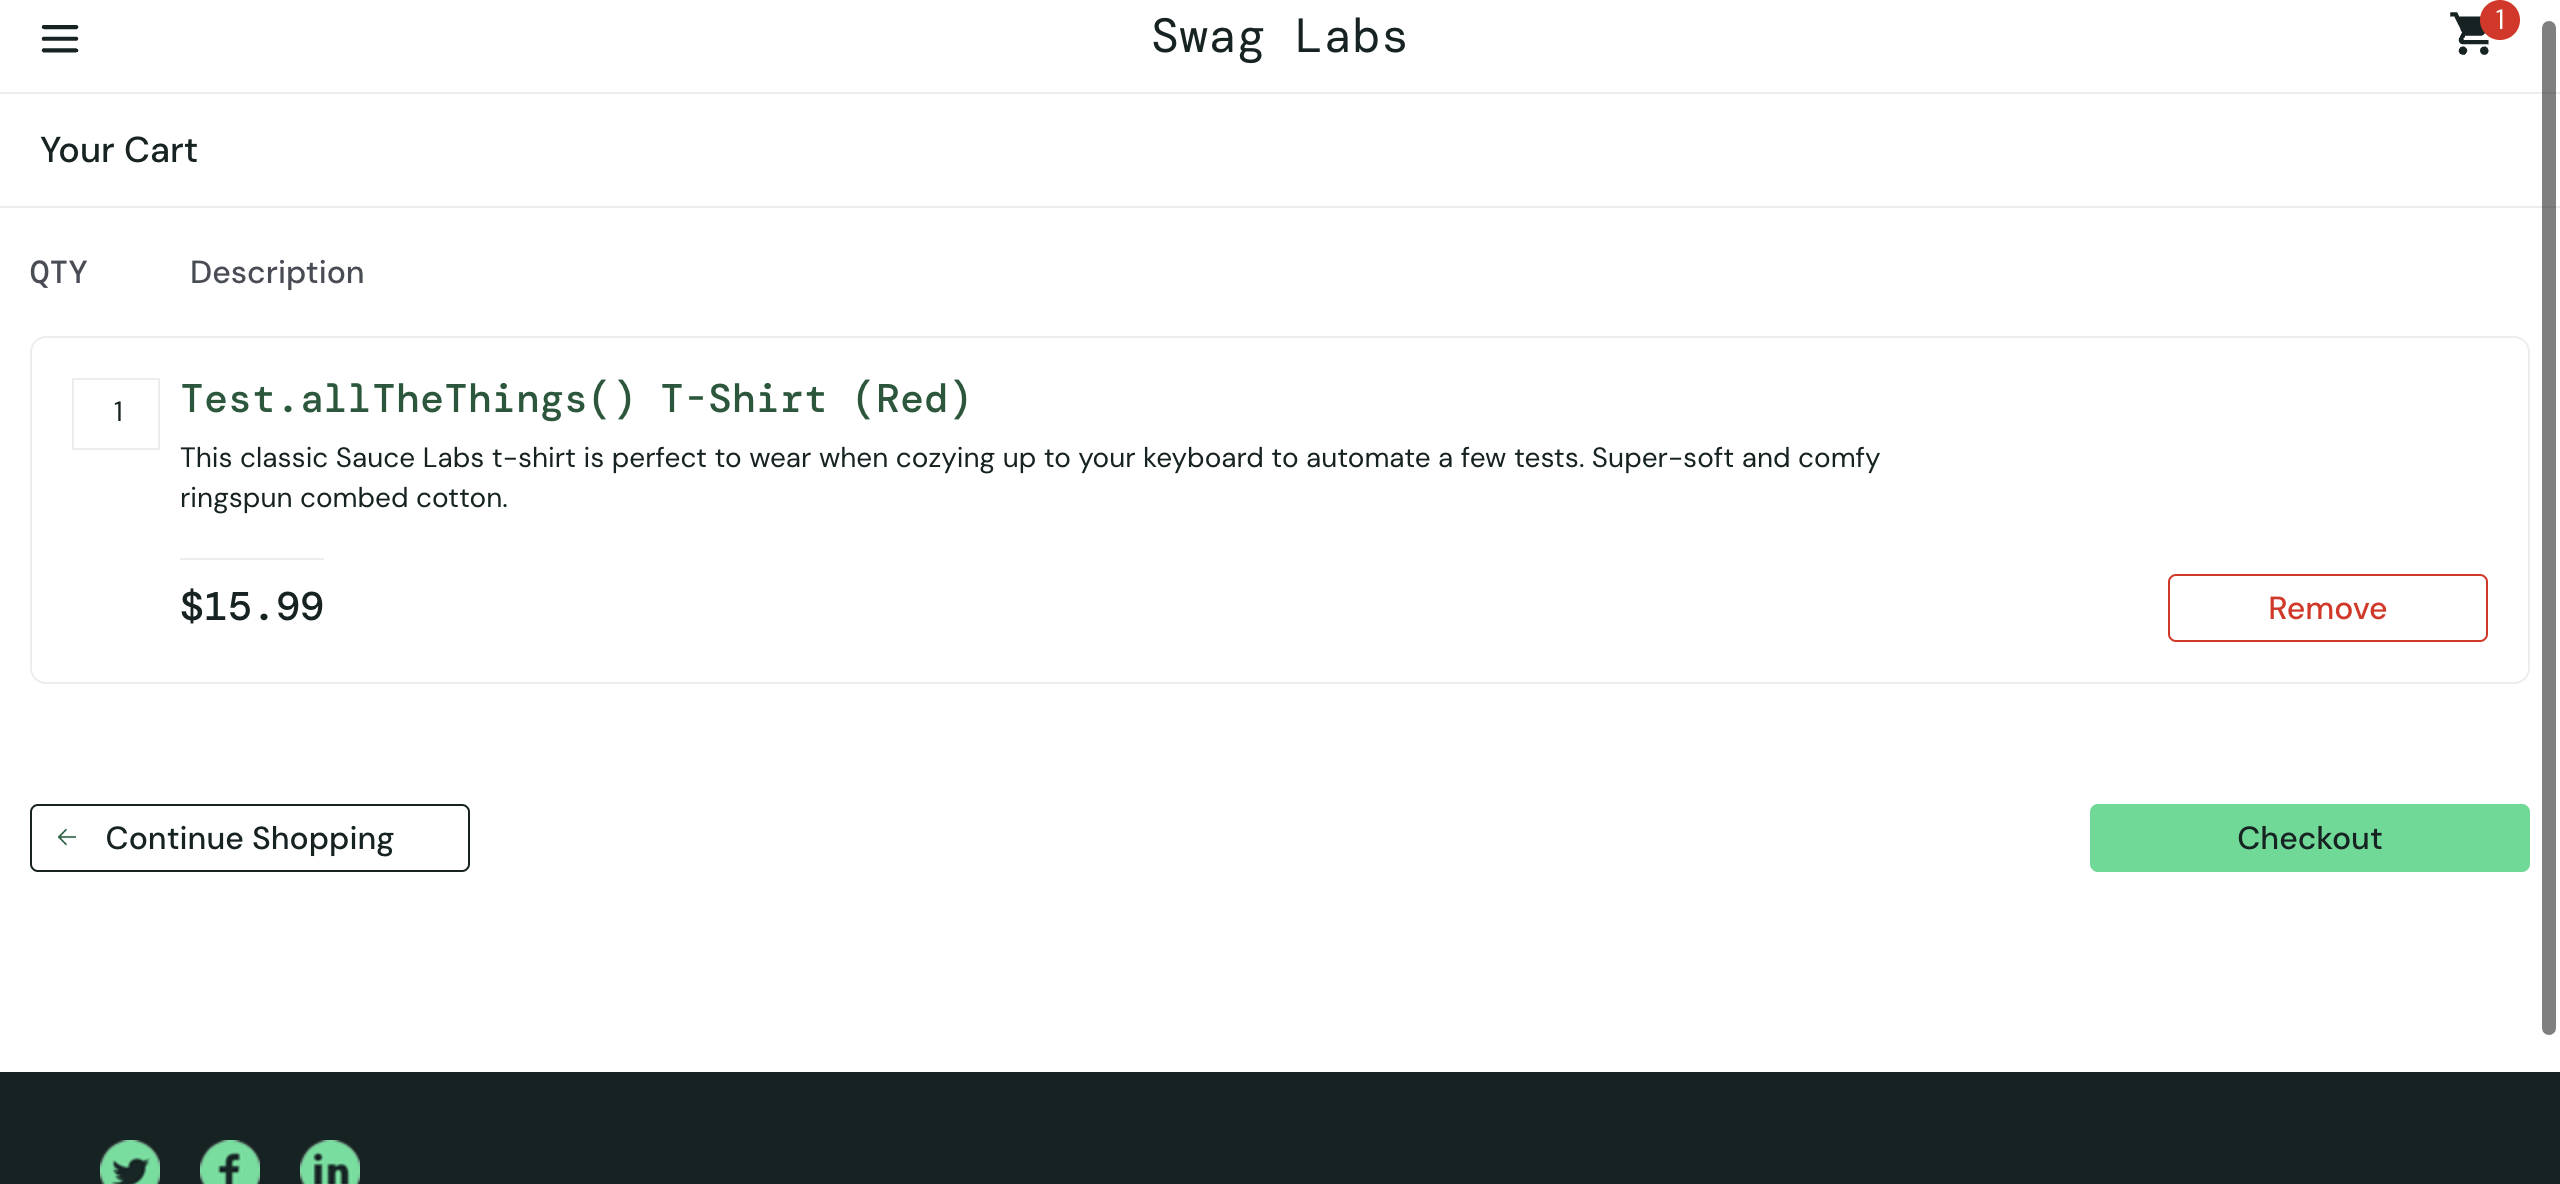 Swag Labs
1
Your Cart
QTY
Description
1
Test.allTheThings() T-Shirt (Red)
This classic Sauce Labs t-shirt is perfect to wear when cozying up to your keyboard to automate a few tests. Super-soft and comfy
ringspun combed cotton.
$15.99
Remove
← Continue Shopping
Checkout
f
in